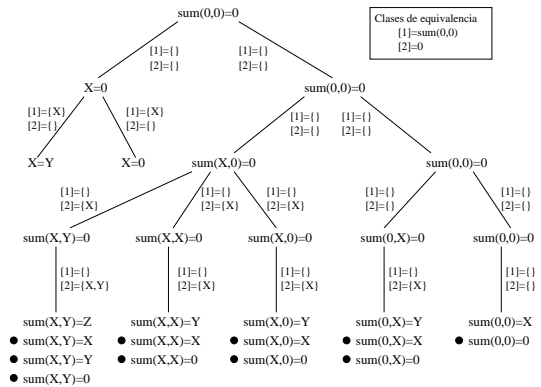 sum(0,0)=0
Clases de equivalencia
[1]=sum(0,0)
[2]=0
[1]={} [1]={}
[2]={} [2]={}
X=0 sum(0,0)=0
[1]={X} [1]={X} [1]={} [1]={}
[2]={} [2]={} [2]={} [2]={}
X=Y X=0 sum(X,0)=0 sum(0,0)=0
[1]={} [1]={} [1]={} [1]={} [1]={}
[2]={X} [2]={X} [2]={X} [2]={} [2]={}
sum(X,Y)=0 sum(X,X)=0 sum(X,0)=0 sum(0,X)=0 sum(0,0)=0
[1]={} [1]={} [1]={} [1]={} [1]={}
[2]={X,Y} [2]={X} [2]={X} [2]={X} [2]={}
sum(X,Y)=Z sum(X,X)=Y sum(X,0)=Y sum(0,X)=Y sum(0,0)=X
● sum(X,Y)=X ● sum(X,X)=X ● sum(X,0)=X ● sum(0,X)=X ● sum(0,0)=0
● sum(X,Y)=Y ● sum(X,X)=0 ● sum(X,0)=0 ● sum(0,X)=0
● sum(X,Y)=0